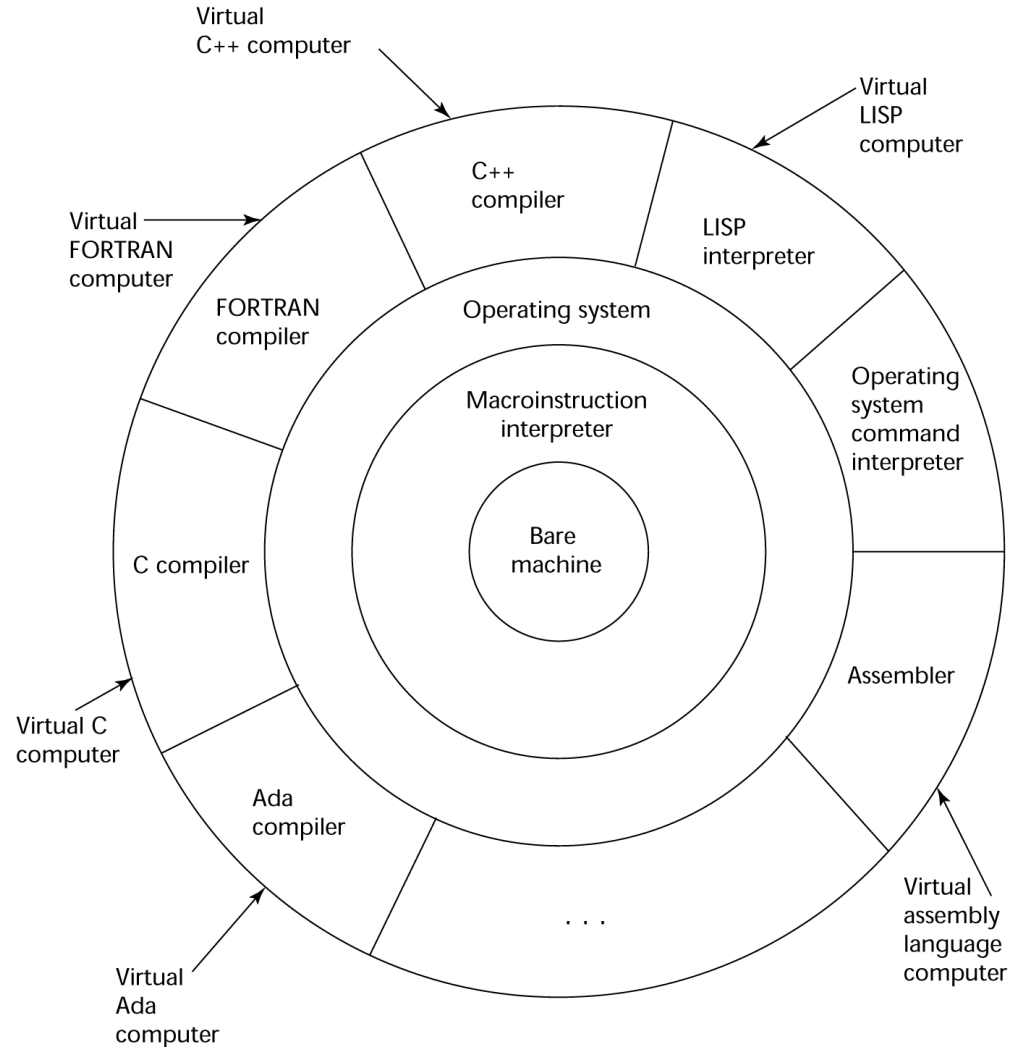 Virtual
C++ computer
Virtual
LISP
computer
C++
compiler
Virtual
FORTRAN
computer
LISP
interpreter
FORTRAN
compiler
Operating system
Operating
system
command
interpreter
Macroinstruction
interpreter
Bare
machine
C compiler
Assembler
Virtual C
computer
Ada
compiler
Virtual
assembly
language
computer
. . .
Virtual
Ada
computer